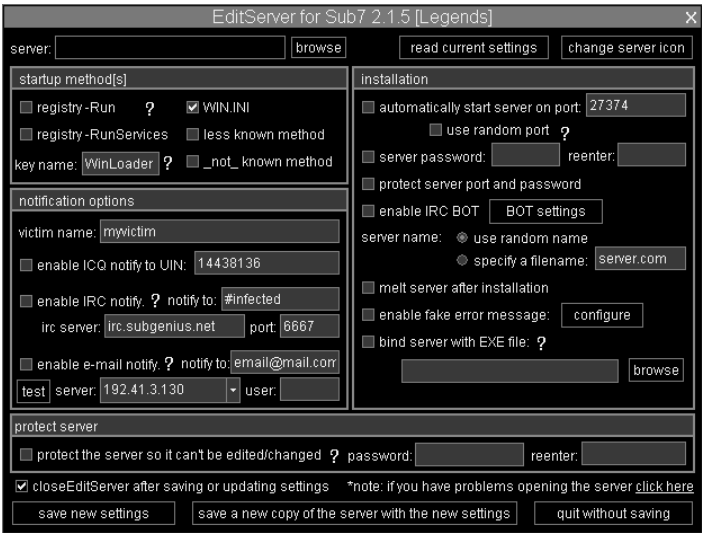 EditServer for Sub7 2.1.5 [Legends] X
server: browse read current settings change server icon
startup method[s]
registry -Run ? WIN.INI
registry -RunServices less known method
key name: WinLoader ? _not_ known method
notification options
victim name: myvictim
enable ICQ notify to UIN: 14438136
enable IRC notify. ? notify to: #infected
irc server: irc.subgenius.net port: 6667
enable e-mail notify. ? notify to: email@mail.com
test server: 192.41.3.130 user:
installation
automatically start server on port: 27374
use random port ?
server password: reenter:
protect server port and password
enable IRC BOT BOT settings
server name: use random name
specify a filename: server.com
melt server after installation
enable fake error message: configure
bind server with EXE file: ?
browse
protect server
protect the server so it can't be edited/changed ? password: reenter:
closeEditServer after saving or updating settings *note: if you have problems opening the server click here
save new settings save a new copy of the server with the new settings quit without saving